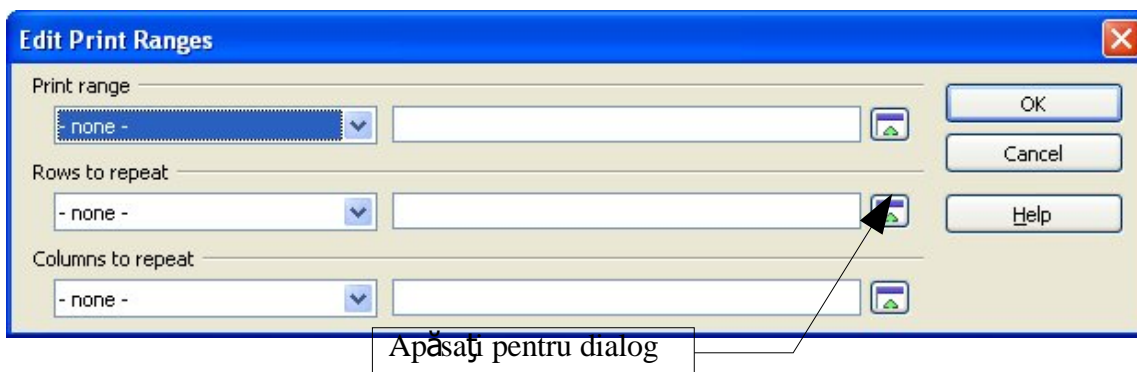 Edit Print Ranges
Print range
- none -
OK
Cancel
Rows to repeat
- none -
Help
Columns to repeat
- none -
Apăsați pentru dialog